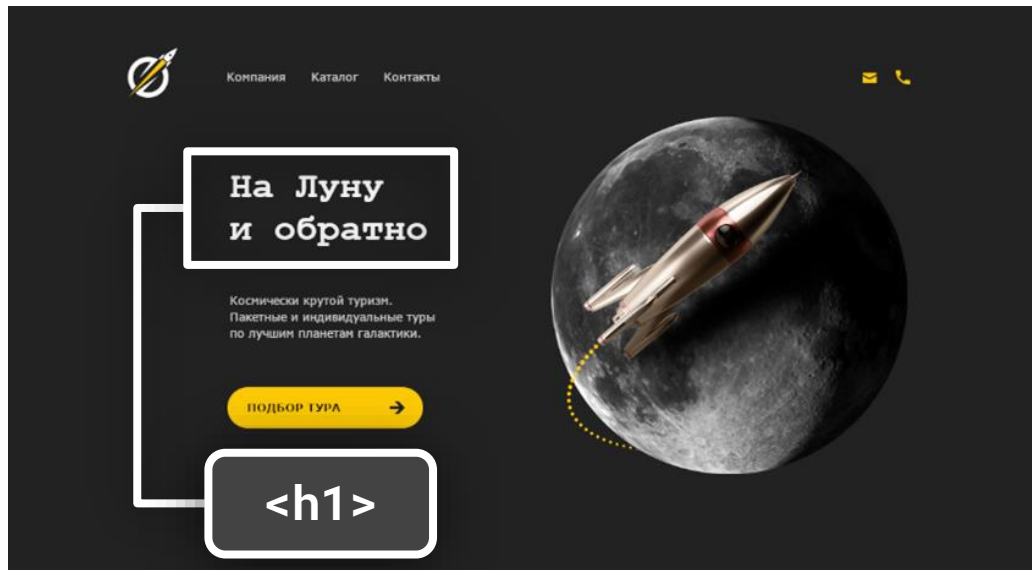 Компания Каталог Контакты
На Луну
и обратно
Космически крутой туризм.
Пакетные и индивидуальные туры
по лучшим планетам галактики.
ПОДБОР ТУРА
<h1>